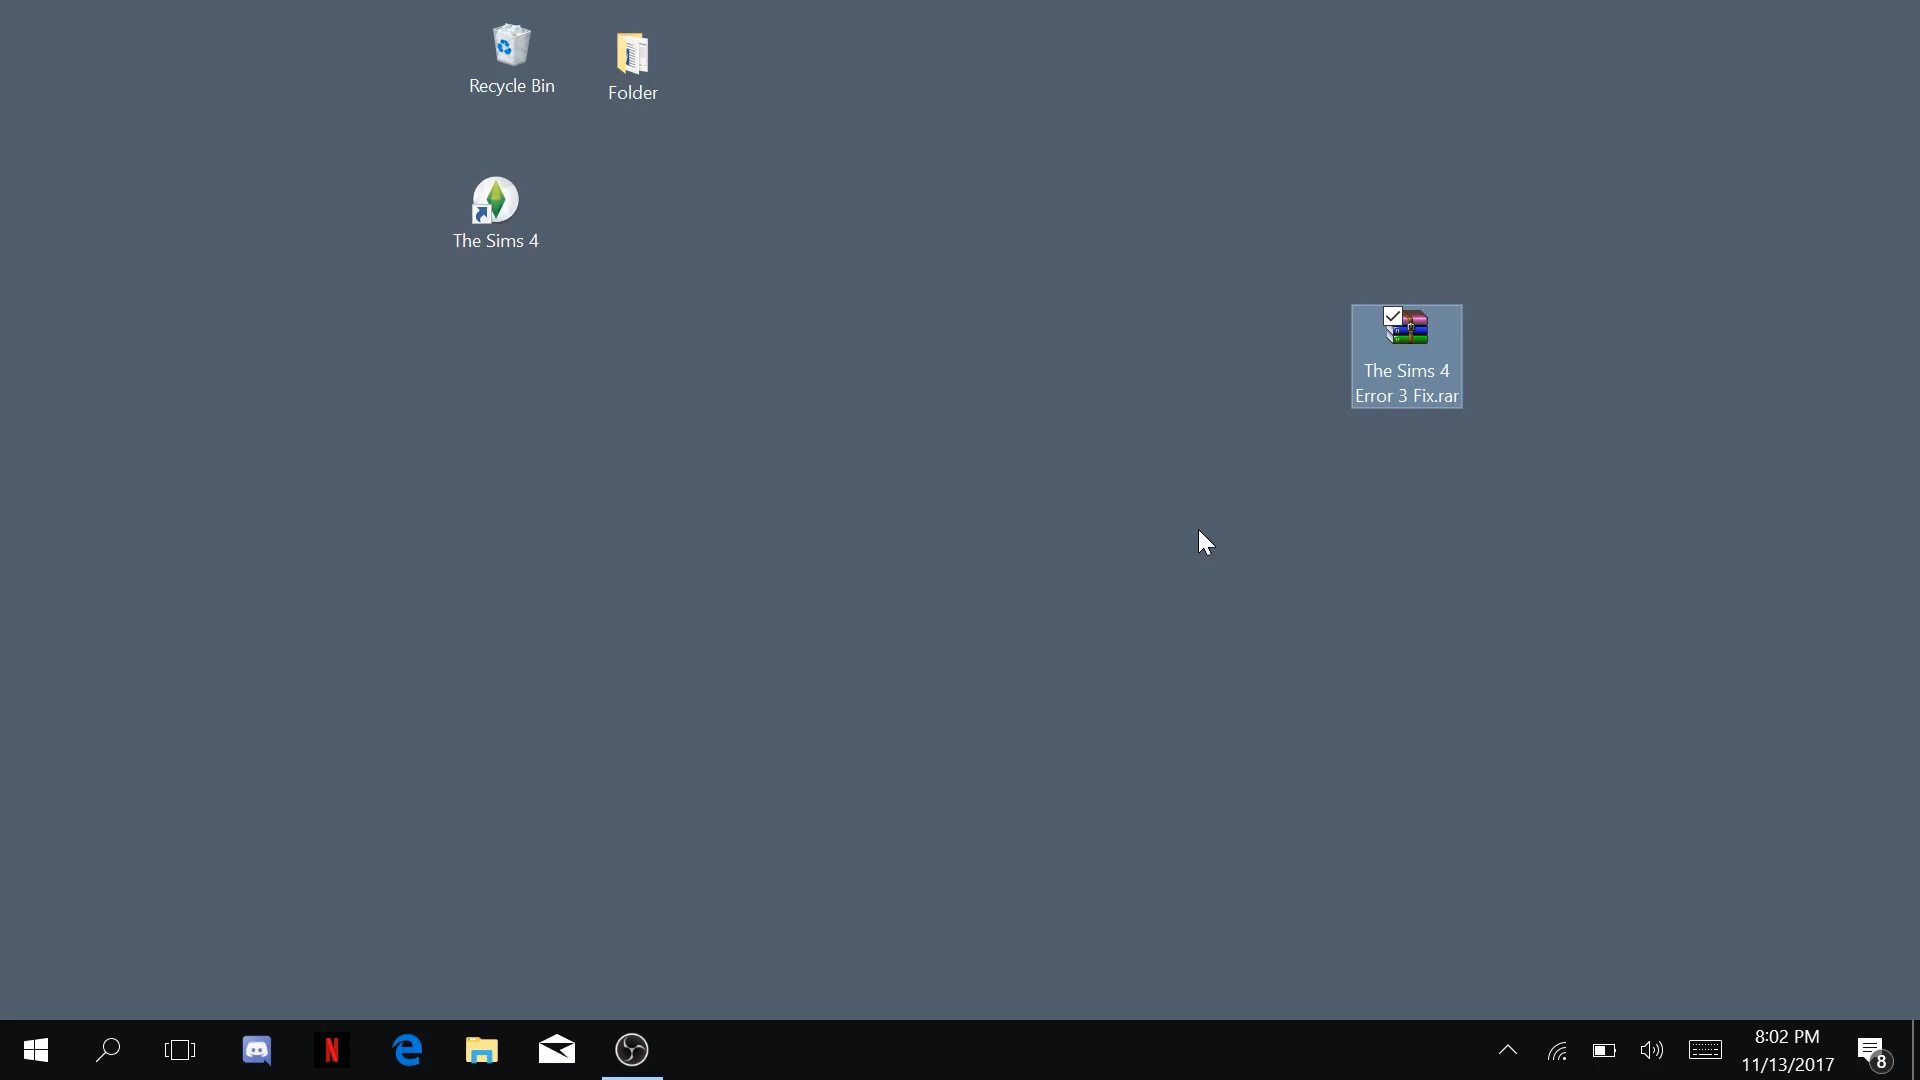 Recycle Bin
Folder
The Sims 4
The Sims 4
Error 3 Fix.rar
N
8:02 PM
11/13/2017
8